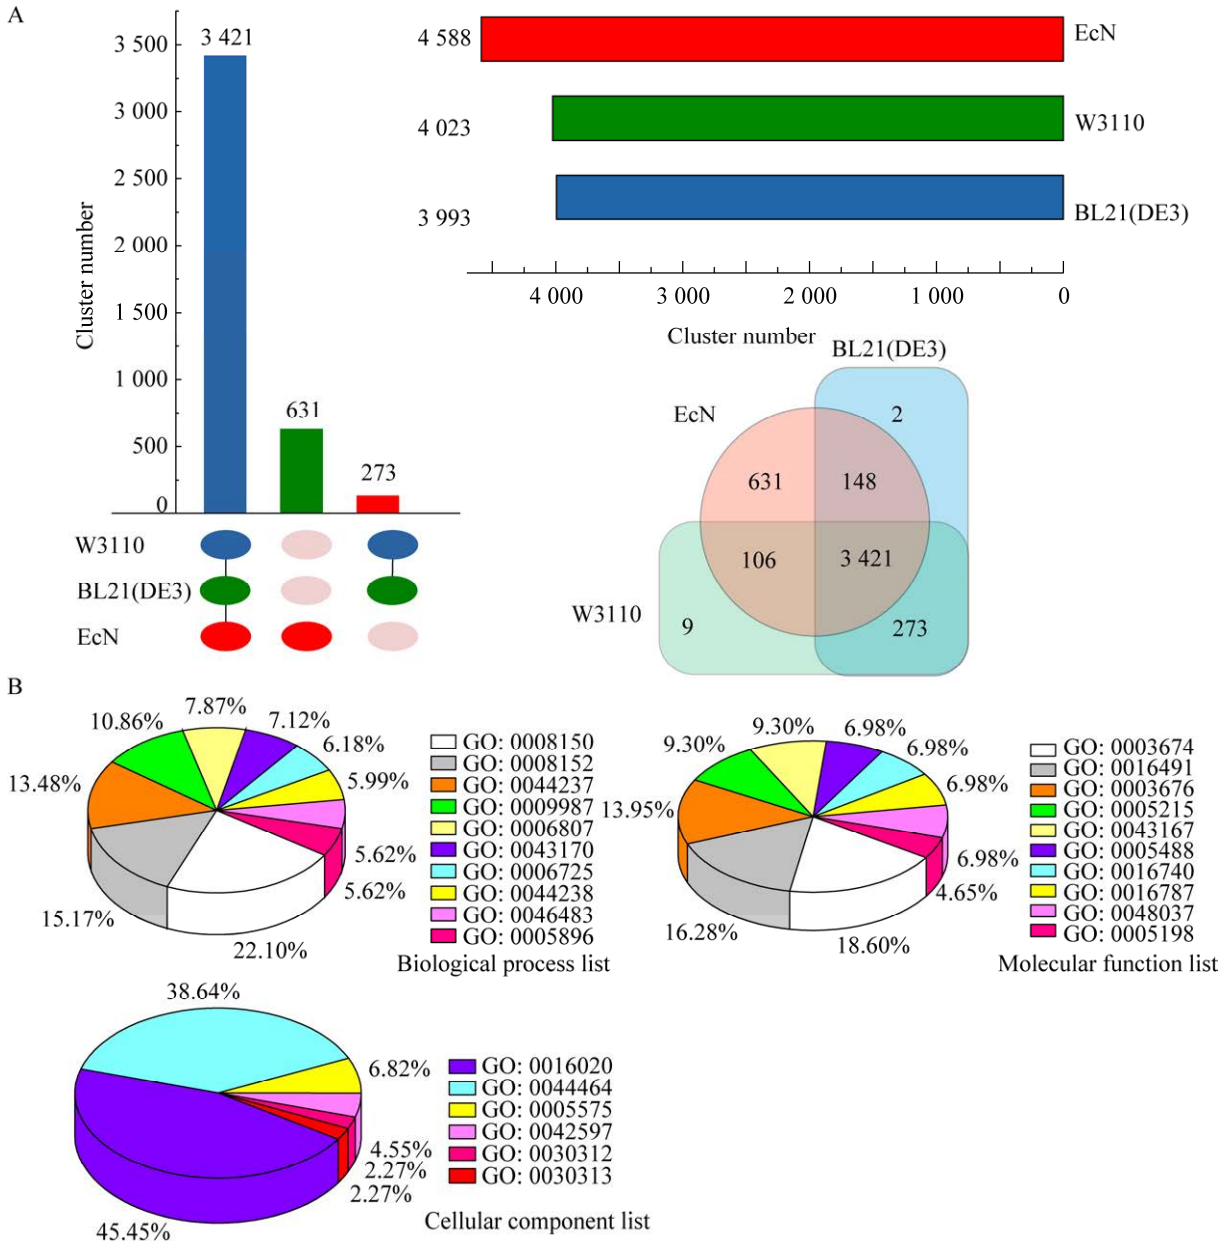 A
3 500
3 000
2 500
2 000
1 500
1 000
500
0
Cluster number
3 421
631
273
W3110
BL21(DE3)
EcN
4 588
EcN
4 023
W3110
3 993
BL21(DE3)
4 000
3 000
2 000
1 000
0
Cluster number
BL21(DE3)
EcN
2
631
148
106
3 421
W3110
9
273
B
7.87%
10.86%
7.12%
6.18%
13.48%
5.99%
5.62%
5.62%
15.17%
22.10%
GO: 0008150
GO: 0008152
GO: 0044237
GO: 0009987
GO: 0006807
GO: 0043170
GO: 0006725
GO: 0044238
GO: 0046483
GO: 0005896
Biological process list
9.30%
6.98%
9.30%
6.98%
6.98%
13.95%
6.98%
4.65%
16.28%
18.60%
GO: 0003674
GO: 0016491
GO: 0003676
GO: 0005215
GO: 0043167
GO: 0005488
GO: 0016740
GO: 0016787
GO: 0048037
GO: 0005198
Molecular function list
38.64%
6.82%
4.55%
2.27%
2.27%
45.45%
GO: 0016020
GO: 0044464
GO: 0005575
GO: 0042597
GO: 0030312
GO: 0030313
Cellular component list